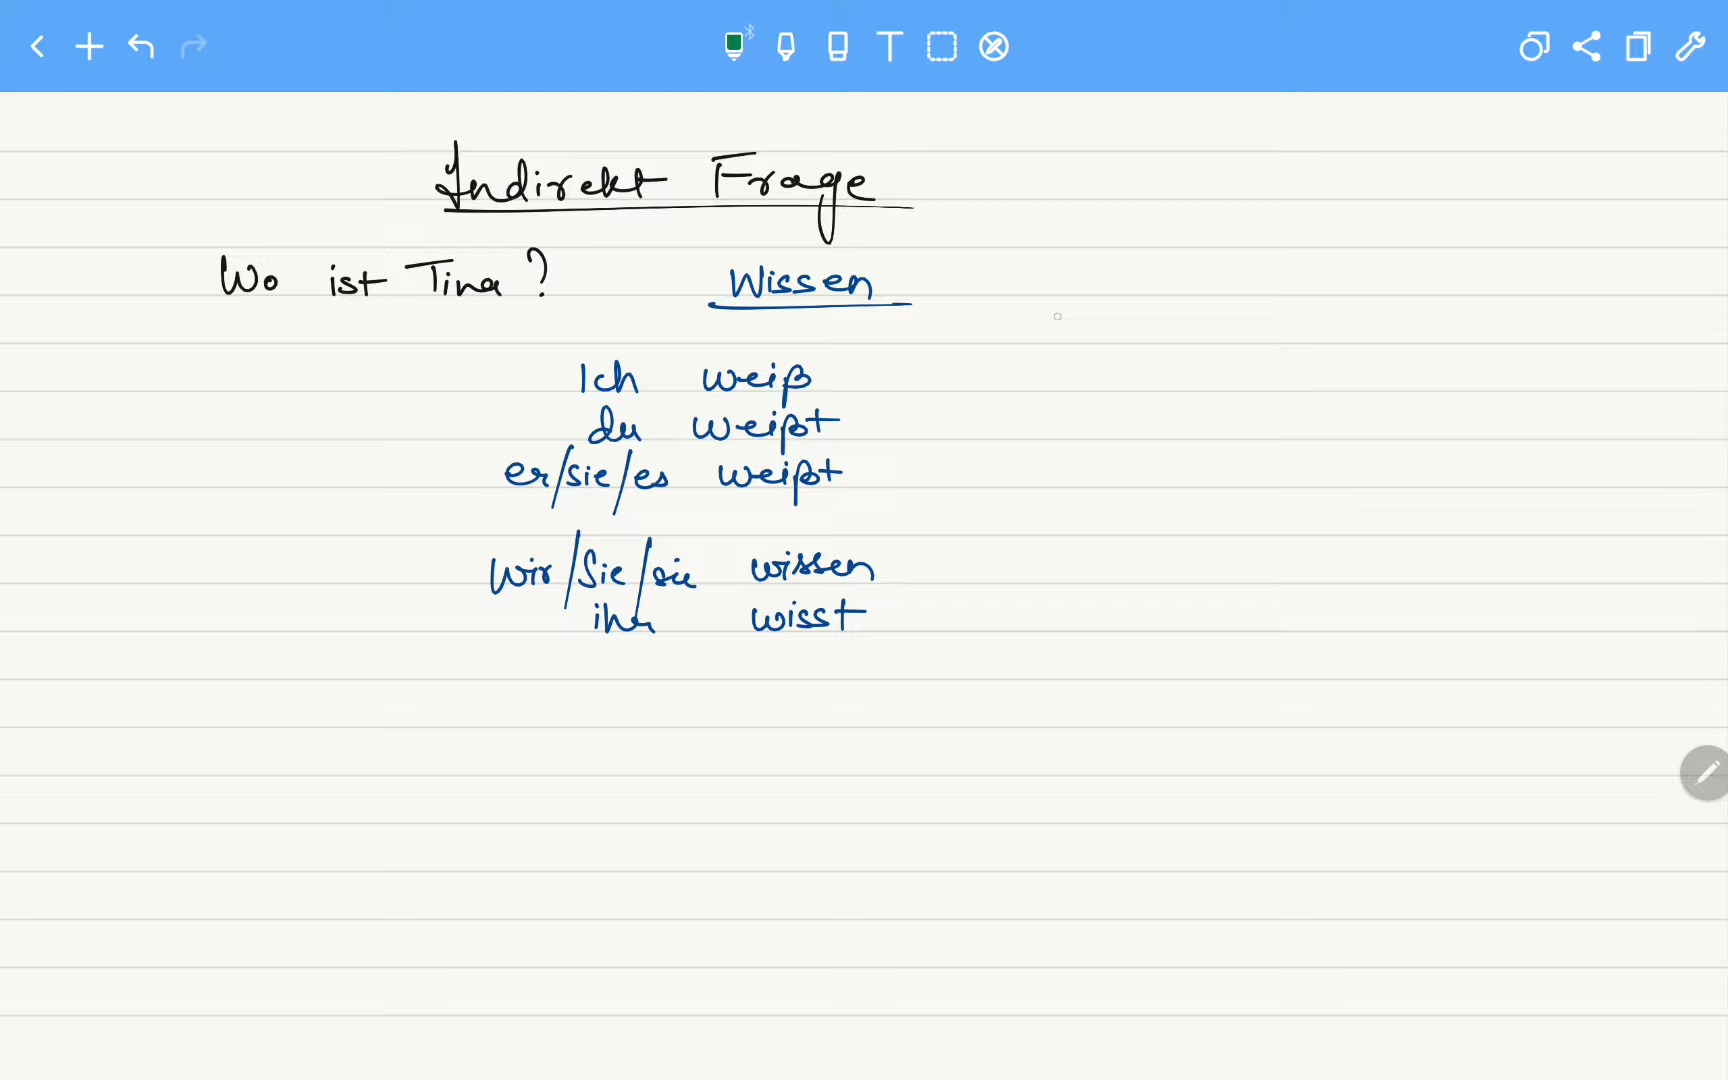 Indirekt Frage
Wo ist Tina? Wissen
Ich weiß
du weißt
er/sie/es weißt
Wir/Sie/sie wissen
ihr wisst